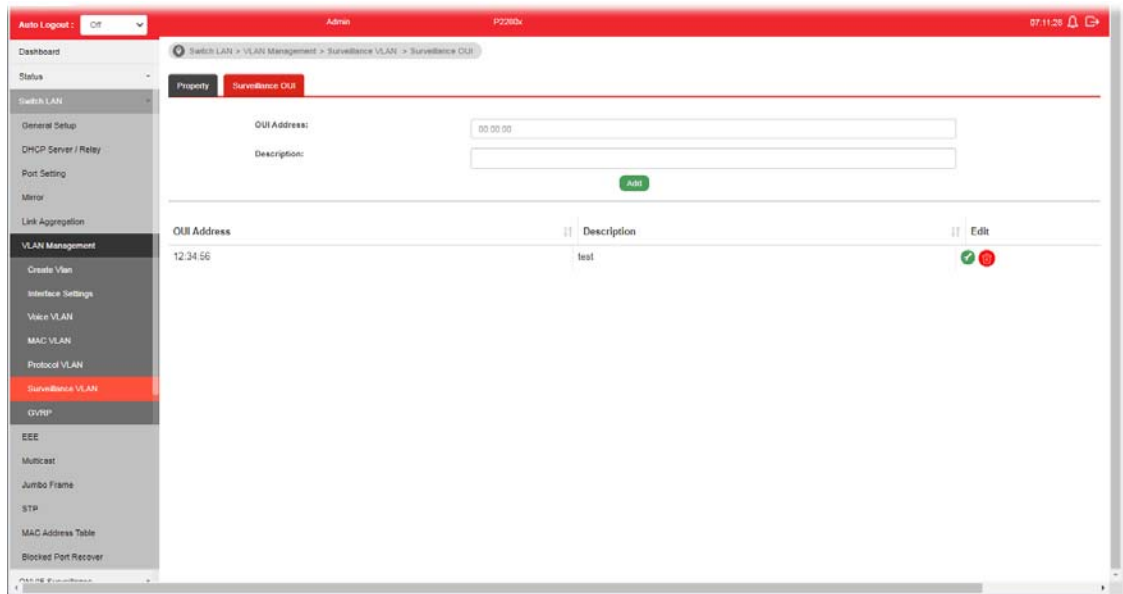 Auto Logout : Off Admin P2280x 07:11:26
Dashboard
Switch LAN > VLAN Management > Surveillance VLAN > Surveillance OUI
Status
Property Surveillance OUI
Switch LAN
General Setup
OUI Address: 00:00:00
DHCP Server / Relay
Description:
Port Setting
Add
Mirror
Link Aggregation
OUI Address Description Edit
VLAN Management
12:34:56 test
Create Vlan
Interface Settings
Voice VLAN
MAC VLAN
Protocol VLAN
Surveillance VLAN
GVRP
EEE
Multicast
Jumbo Frame
STP
MAC Address Table
Blocked Port Recover